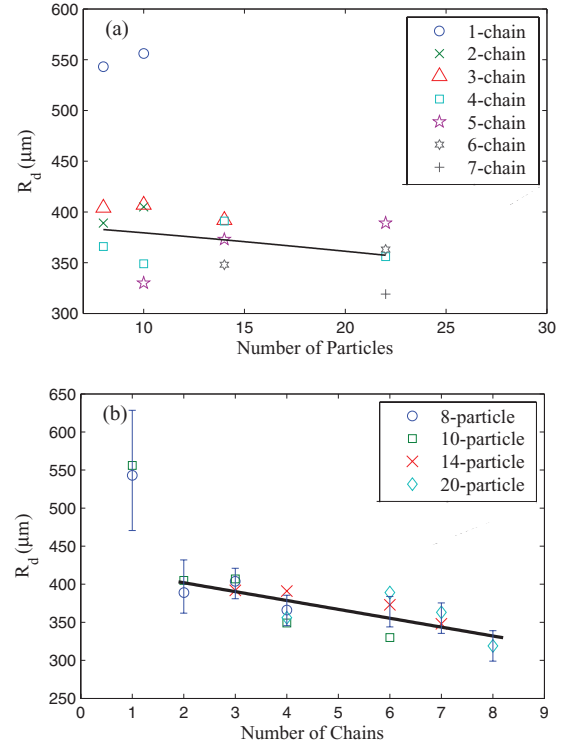 600
(a)
1-chain
550
2-chain
3-chain
500
4-chain
5-chain
450
6-chain
7-chain
R_d (μm)
400
350
300
10
15
20
25
30
Number of Particles
650
(b)
8-particle
600
10-particle
14-particle
550
20-particle
500
R_d (μm)
450
400
350
300
250
0
1
2
3
4
5
6
7
8
9
Number of Chains